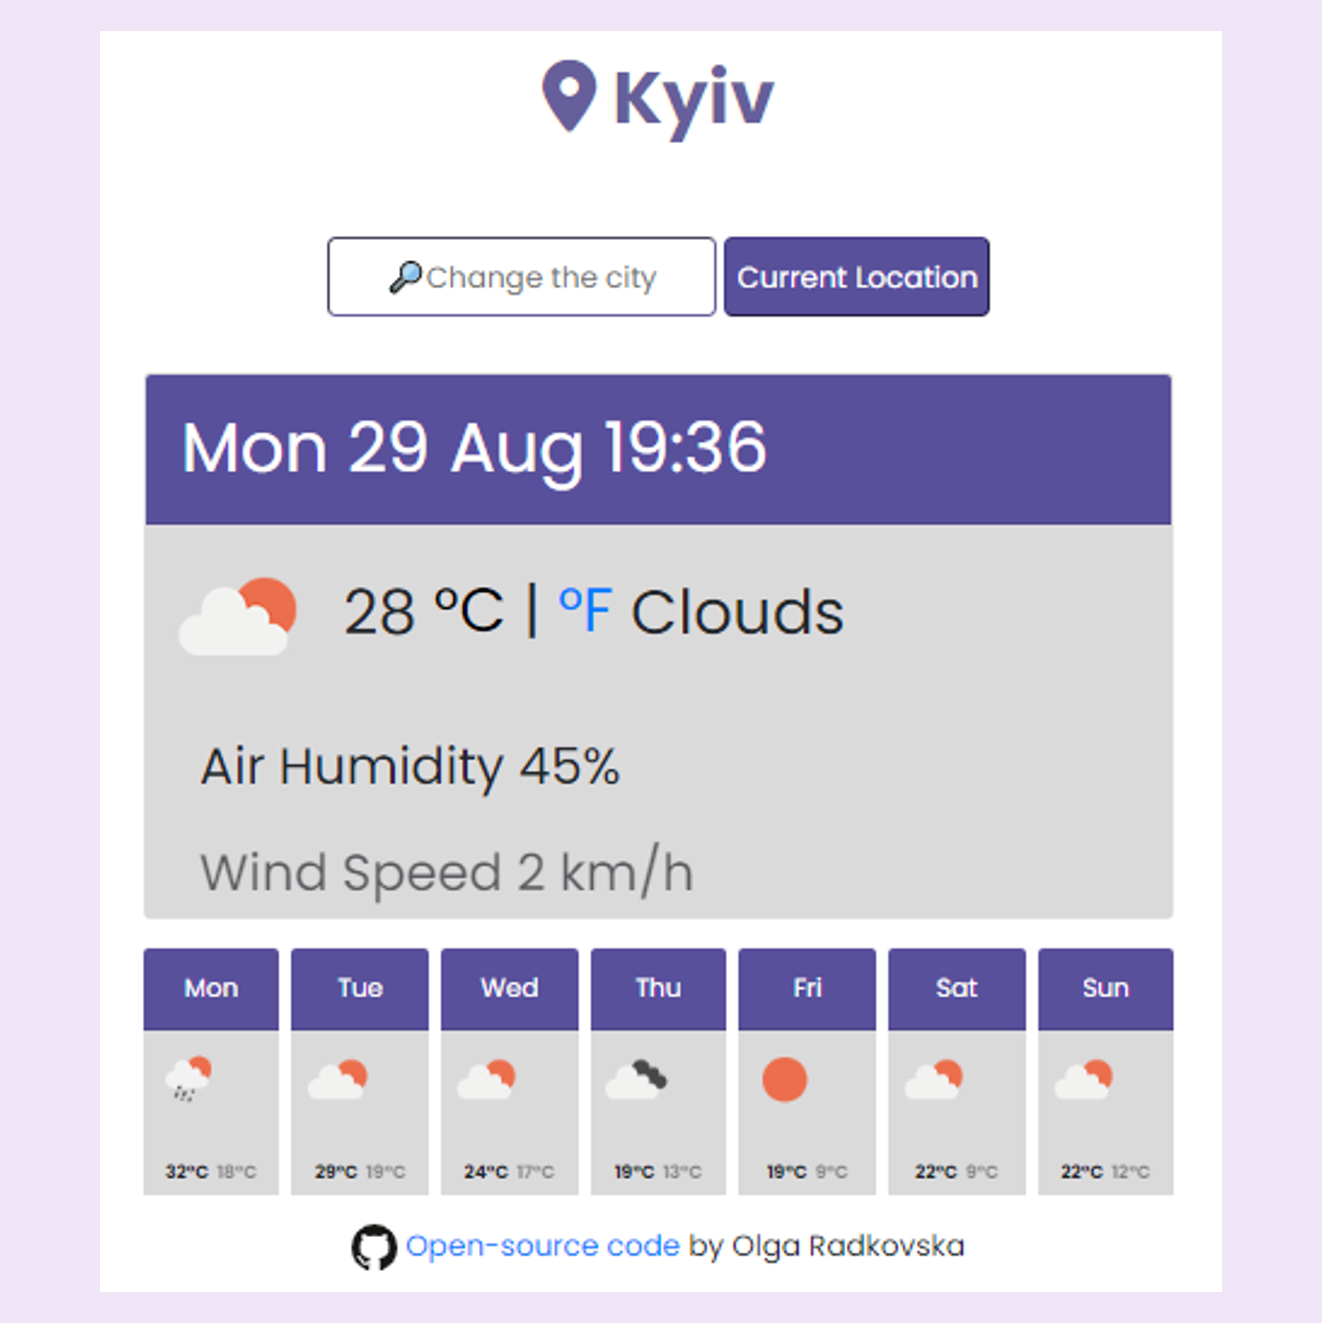 Kyiv
Change the city
Current Location
Mon 29 Aug 19:36
28 °C | °F Clouds
Air Humidity 45%
Wind Speed 2 km/h
Mon Tue Wed Thu Fri Sat Sun
32°C 18°C 29°C 19°C 24°C 17°C 19°C 13°C 19°C 9°C 22°C 9°C 22°C 12°C
Open-source code by Olga Radkovska